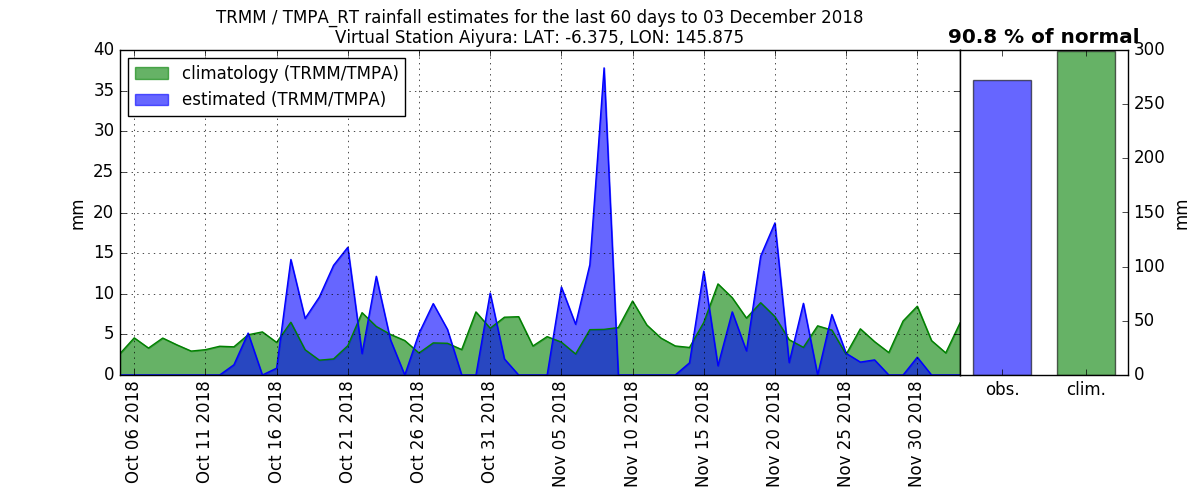 TRMM / TMPA_RT rainfall estimates for the last 60 days to 03 December 2018
Virtual Station Aiyura: LAT: -6.375, LON: 145.875
90.8 % of normal
climatology (TRMM/TMPA)
estimated (TRMM/TMPA)
mm
40
35
30
25
20
15
10
5
0
Oct 06 2018
Oct 11 2018
Oct 16 2018
Oct 21 2018
Oct 26 2018
Oct 31 2018
Nov 05 2018
Nov 10 2018
Nov 15 2018
Nov 20 2018
Nov 25 2018
Nov 30 2018
obs.
clim.
300
250
200
150
100
50
0
mm